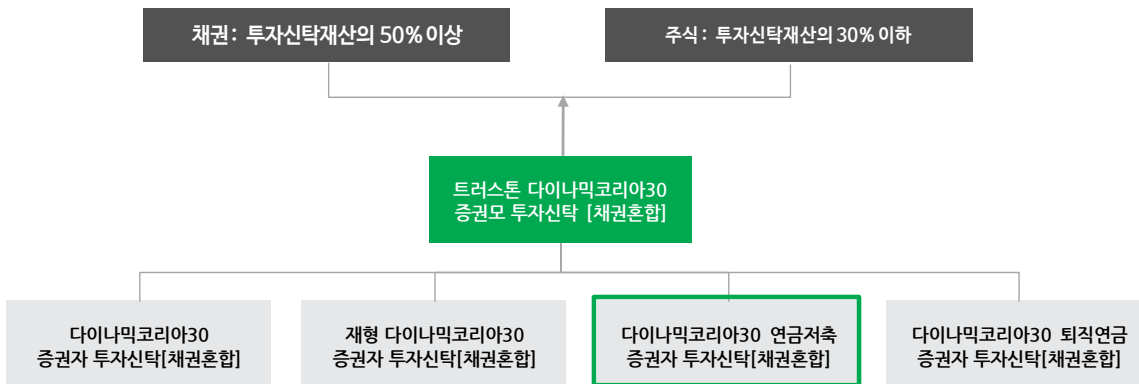 채권: 투자신탁재산의 50% 이상
주식 : 투자신탁재산의 30% 이하
트러스톤 다이나믹코리아30
증권모 투자신탁 [채권혼합]
다이나믹코리아30
증권자 투자신탁[채권혼합]
재형 다이나믹코리아30
증권자 투자신탁[채권혼합]
다이나믹코리아30 연금저축
증권자 투자신탁[채권혼합]
다이나믹코리아30 퇴직연금
증권자 투자신탁[채권혼합]